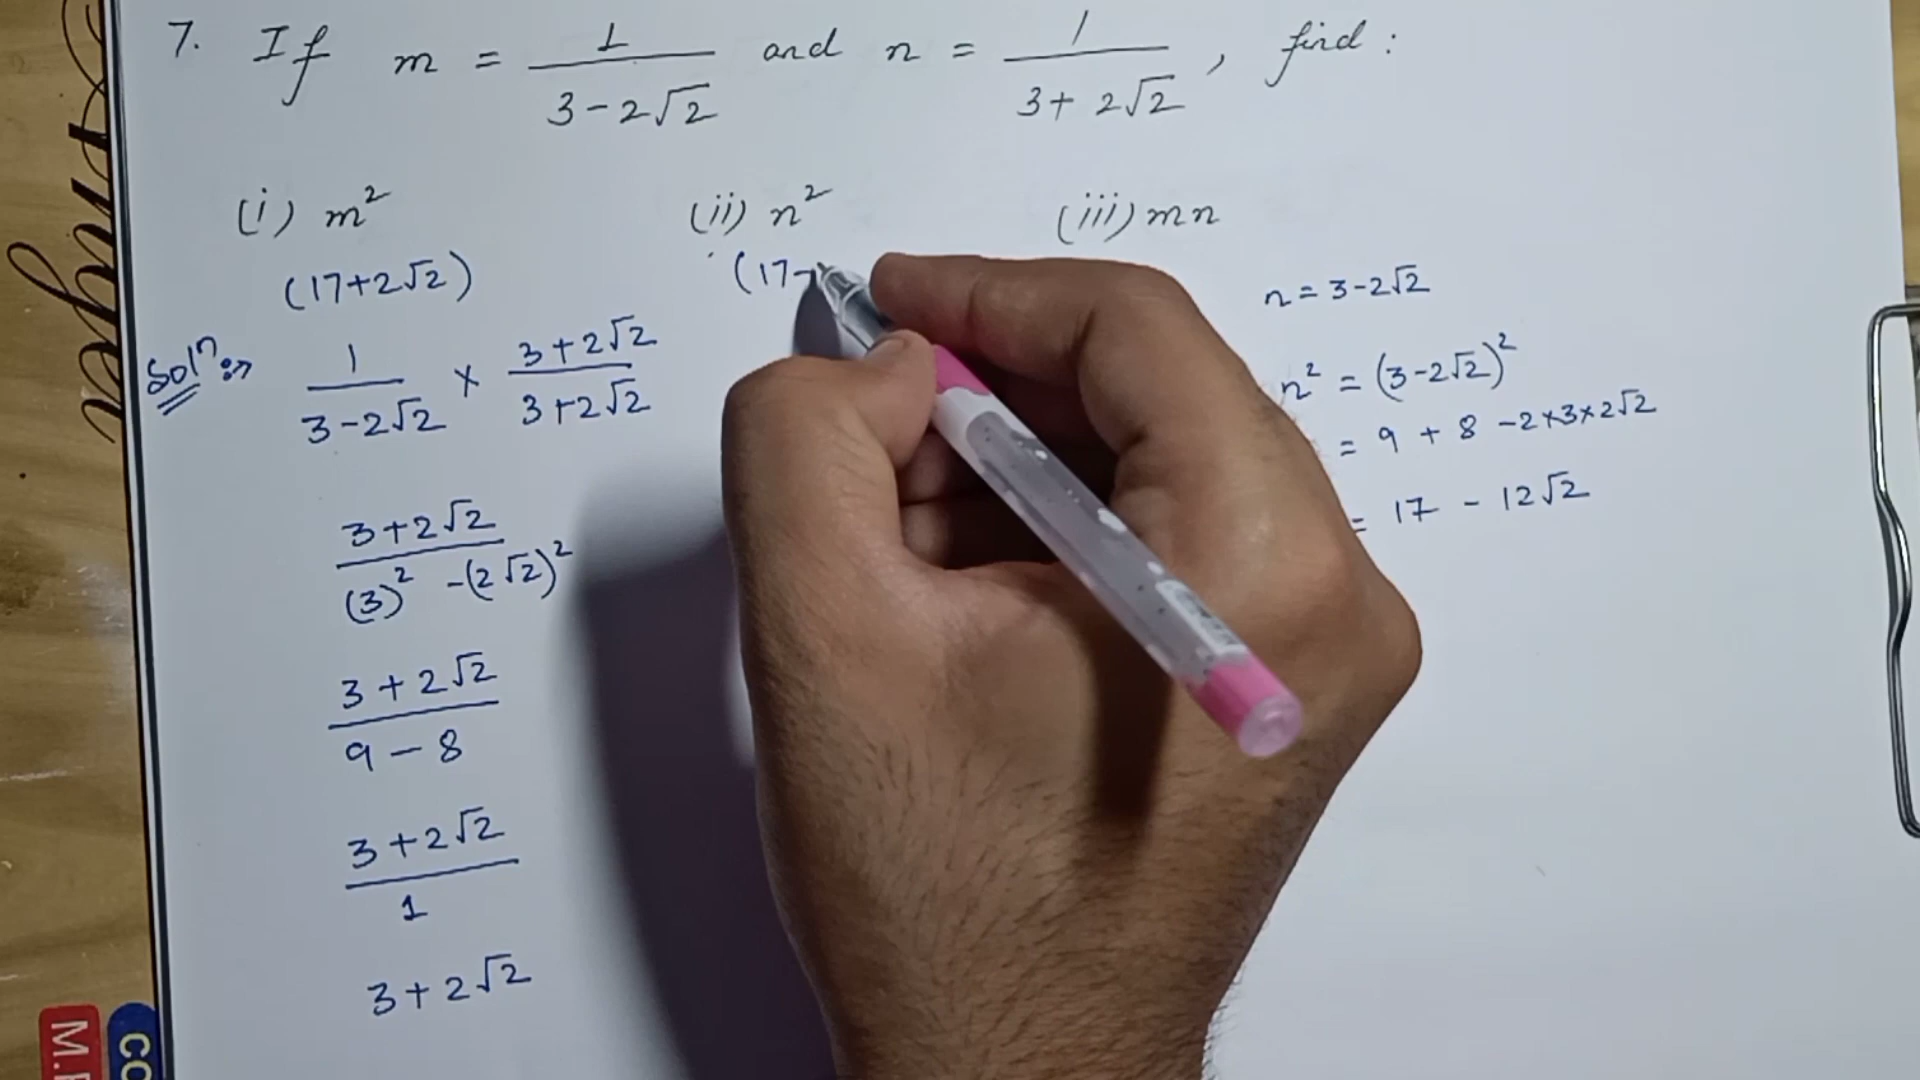 7. If m = 1/(3-2√2) and n = 1/(3+2√2), find :
(i) m² (ii) n² (iii) mn
(17+2√2) (17-
Solⁿ:→ 1/(3-2√2) × (3+2√2)/(3+2√2)
(3+2√2)/((3)² -(2√2)²)
(3+2√2)/(9-8)
(3+2√2)/1
3+2√2
n = 3-2√2
n² = (3-2√2)²
= 9 + 8 -2×3×2√2
= 17 - 12√2